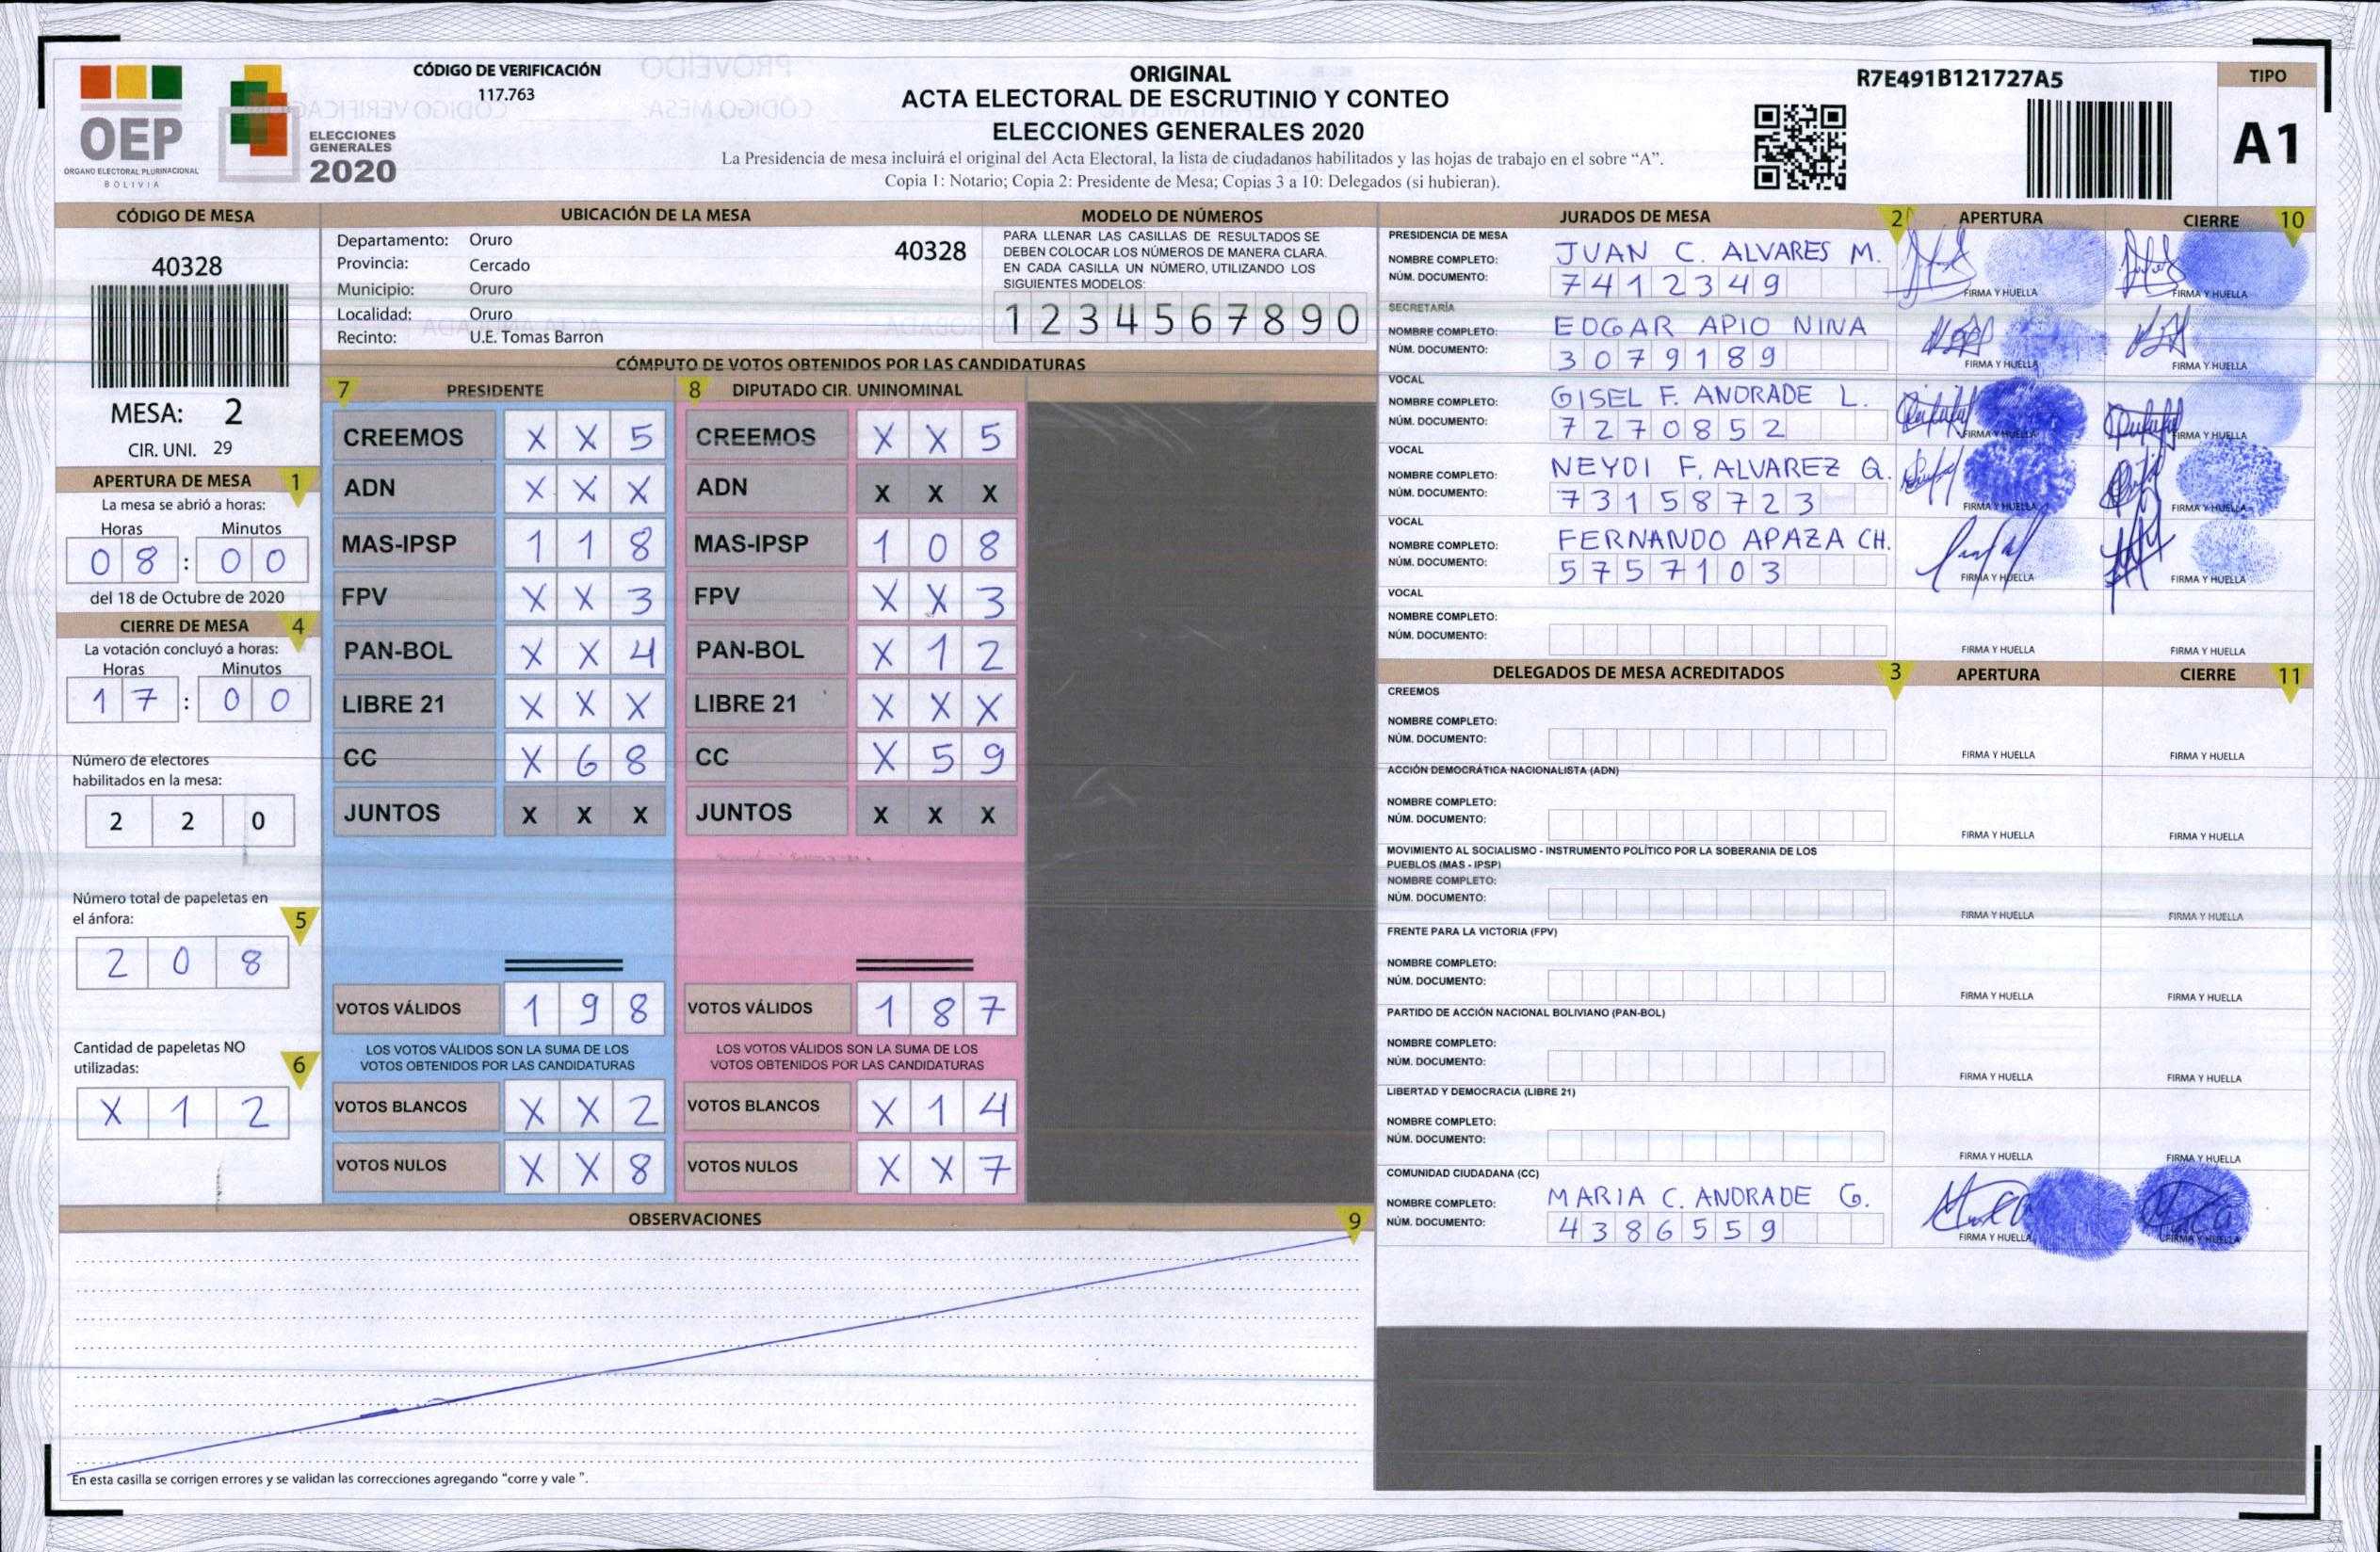 OEP
ÓRGANO ELECTORAL PLURINACIONAL
BOLIVIA
ELECCIONES
GENERALES
2020
CÓDIGO DE VERIFICACIÓN
117.763
ORIGINAL
ACTA ELECTORAL DE ESCRUTINIO Y CONTEO
ELECCIONES GENERALES 2020
La Presidencia de mesa incluirá el original del Acta Electoral, la lista de ciudadanos habilitados y las hojas de trabajo en el sobre “A”.
Copia 1: Notario; Copia 2: Presidente de Mesa; Copias 3 a 10: Delegados (si hubieran).
R7E491B121727A5
TIPO
A1
CÓDIGO DE MESA
40328
MESA: 2
CIR. UNI. 29
APERTURA DE MESA 1
La mesa se abrió a horas:
Horas Minutos
0 8 : 0 0
del 18 de Octubre de 2020
CIERRE DE MESA 4
La votación concluyó a horas:
Horas Minutos
1 7 : 0 0
Número de electores
habilitados en la mesa:
2 2 0
Número total de papeletas en
el ánfora: 5
2 0 8
Cantidad de papeletas NO
utilizadas: 6
X 1 2
UBICACIÓN DE LA MESA
Departamento: Oruro
40328
Provincia: Cercado
Municipio: Oruro
Localidad: Oruro
Recinto: U.E. Tomas Barron
MODELO DE NÚMEROS
PARA LLENAR LAS CASILLAS DE RESULTADOS SE
DEBEN COLOCAR LOS NÚMEROS DE MANERA CLARA.
EN CADA CASILLA UN NÚMERO, UTILIZANDO LOS
SIGUIENTES MODELOS:
1 2 3 4 5 6 7 8 9 0
CÓMPUTO DE VOTOS OBTENIDOS POR LAS CANDIDATURAS
7 PRESIDENTE
CREEMOS X X 5
ADN X X X
MAS-IPSP 1 1 8
FPV X X 3
PAN-BOL X X 4
LIBRE 21 X X X
CC X 6 8
JUNTOS X X X
VOTOS VÁLIDOS 1 9 8
LOS VOTOS VÁLIDOS SON LA SUMA DE LOS
VOTOS OBTENIDOS POR LAS CANDIDATURAS
VOTOS BLANCOS X X 2
VOTOS NULOS X X 8
8 DIPUTADO CIR. UNINOMINAL
CREEMOS X X 5
ADN X X X
MAS-IPSP 1 0 8
FPV X X 3
PAN-BOL X 1 2
LIBRE 21 X X X
CC X 5 9
JUNTOS X X X
VOTOS VÁLIDOS 1 8 7
LOS VOTOS VÁLIDOS SON LA SUMA DE LOS
VOTOS OBTENIDOS POR LAS CANDIDATURAS
VOTOS BLANCOS X 1 4
VOTOS NULOS X X 7
OBSERVACIONES 9
En esta casilla se corrigen errores y se validan las correcciones agregando “corre y vale ”.
JURADOS DE MESA 2 APERTURA CIERRE 10
PRESIDENCIA DE MESA
NOMBRE COMPLETO: JUAN C. ALVARES M.
NÚM. DOCUMENTO: 7412349
FIRMA Y HUELLA FIRMA Y HUELLA
SECRETARÍA
NOMBRE COMPLETO: EDGAR APIO NINA
NÚM. DOCUMENTO: 3079189
FIRMA Y HUELLA FIRMA Y HUELLA
VOCAL
NOMBRE COMPLETO: GISEL F. ANDRADE L.
NÚM. DOCUMENTO: 7270852
FIRMA Y HUELLA FIRMA Y HUELLA
VOCAL
NOMBRE COMPLETO: NEYDI F. ALVAREZ Q.
NÚM. DOCUMENTO: 73158723
FIRMA Y HUELLA FIRMA Y HUELLA
VOCAL
NOMBRE COMPLETO: FERNANDO APAZA CH.
NÚM. DOCUMENTO: 5757103
FIRMA Y HUELLA FIRMA Y HUELLA
VOCAL
NOMBRE COMPLETO:
NÚM. DOCUMENTO:
FIRMA Y HUELLA FIRMA Y HUELLA
DELEGADOS DE MESA ACREDITADOS 3 APERTURA CIERRE 11
CREEMOS
NOMBRE COMPLETO:
NÚM. DOCUMENTO:
FIRMA Y HUELLA FIRMA Y HUELLA
ACCIÓN DEMOCRÁTICA NACIONALISTA (ADN)
NOMBRE COMPLETO:
NÚM. DOCUMENTO:
FIRMA Y HUELLA FIRMA Y HUELLA
MOVIMIENTO AL SOCIALISMO - INSTRUMENTO POLÍTICO POR LA SOBERANIA DE LOS
PUEBLOS (MAS - IPSP)
NOMBRE COMPLETO:
NÚM. DOCUMENTO:
FIRMA Y HUELLA FIRMA Y HUELLA
FRENTE PARA LA VICTORIA (FPV)
NOMBRE COMPLETO:
NÚM. DOCUMENTO:
FIRMA Y HUELLA FIRMA Y HUELLA
PARTIDO DE ACCIÓN NACIONAL BOLIVIANO (PAN-BOL)
NOMBRE COMPLETO:
NÚM. DOCUMENTO:
FIRMA Y HUELLA FIRMA Y HUELLA
LIBERTAD Y DEMOCRACIA (LIBRE 21)
NOMBRE COMPLETO:
NÚM. DOCUMENTO:
FIRMA Y HUELLA FIRMA Y HUELLA
COMUNIDAD CIUDADANA (CC)
NOMBRE COMPLETO: MARIA C. ANDRADE G.
NÚM. DOCUMENTO: 4386559
FIRMA Y HUELLA FIRMA Y HUELLA